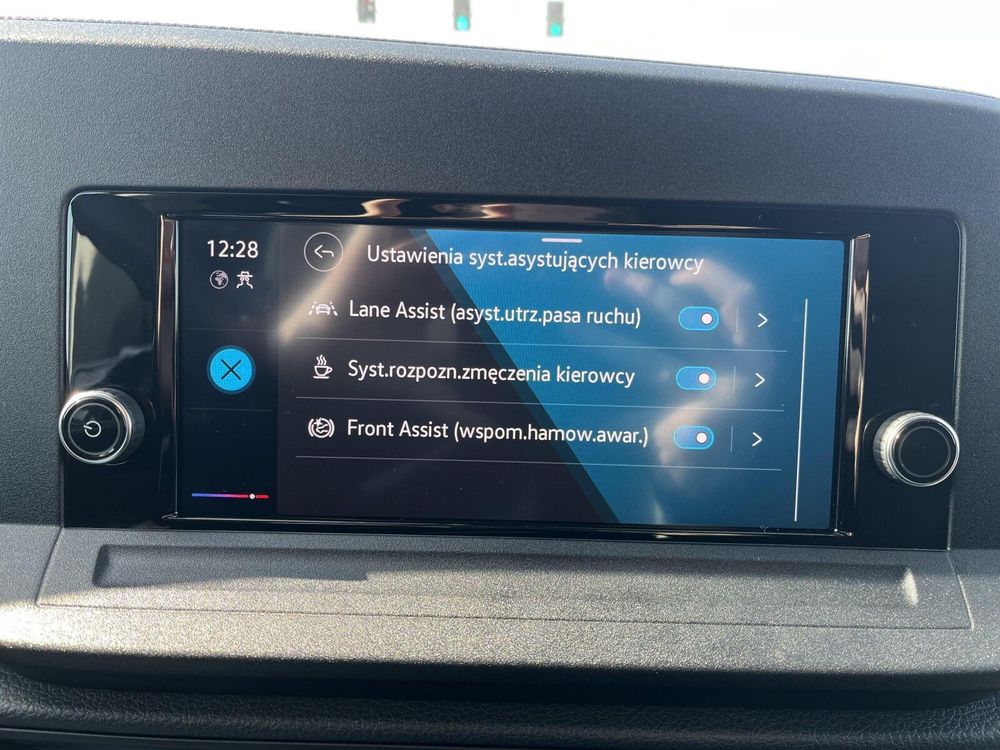 12:28
Ustawienia syst.asystujących kierowcy
Lane Assist (asyst.utrz.pasa ruchu)
Syst.rozpozn.zmęczenia kierowcy
Front Assist (wspom.hamow.awar.)